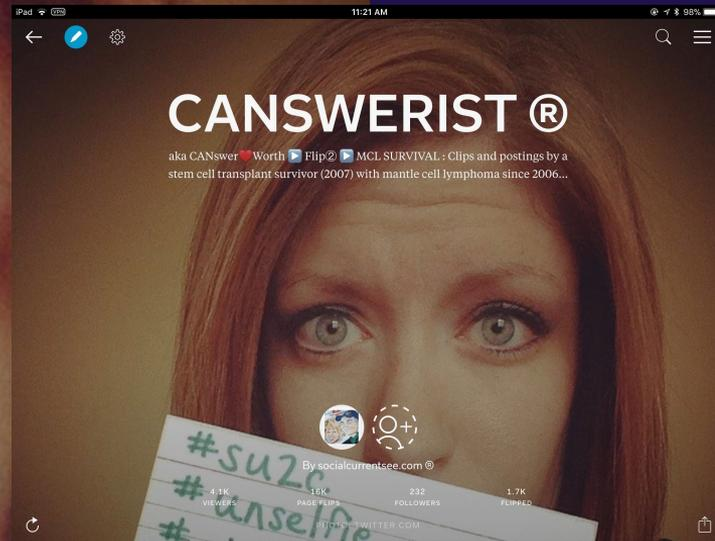 iPad VPN 11:21 AM 98%
CANSWERIST ®
aka CANswer❤️Worth ▶️ Flip② ▶️ MCL SURVIVAL : Clips and postings by a
stem cell transplant survivor (2007) with mantle cell lymphoma since 2006...
#su2c
#unselfie
#
By socialcurrentsee.com ®
4.1K 16K 232 1.7K
VIEWERS PAGE FLIPS FOLLOWERS FLIPPED
PHOTO: TWITTER.COM